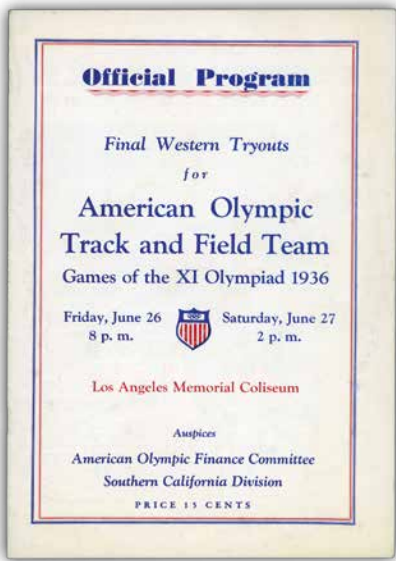 Official Program
Final Western Tryouts
for
American Olympic
Track and Field Team
Games of the XI Olympiad 1936
Friday, June 26
8 p. m.
Saturday, June 27
2 p. m.
Los Angeles Memorial Coliseum
Auspices
American Olympic Finance Committee
Southern California Division
PRICE 15 CENTS